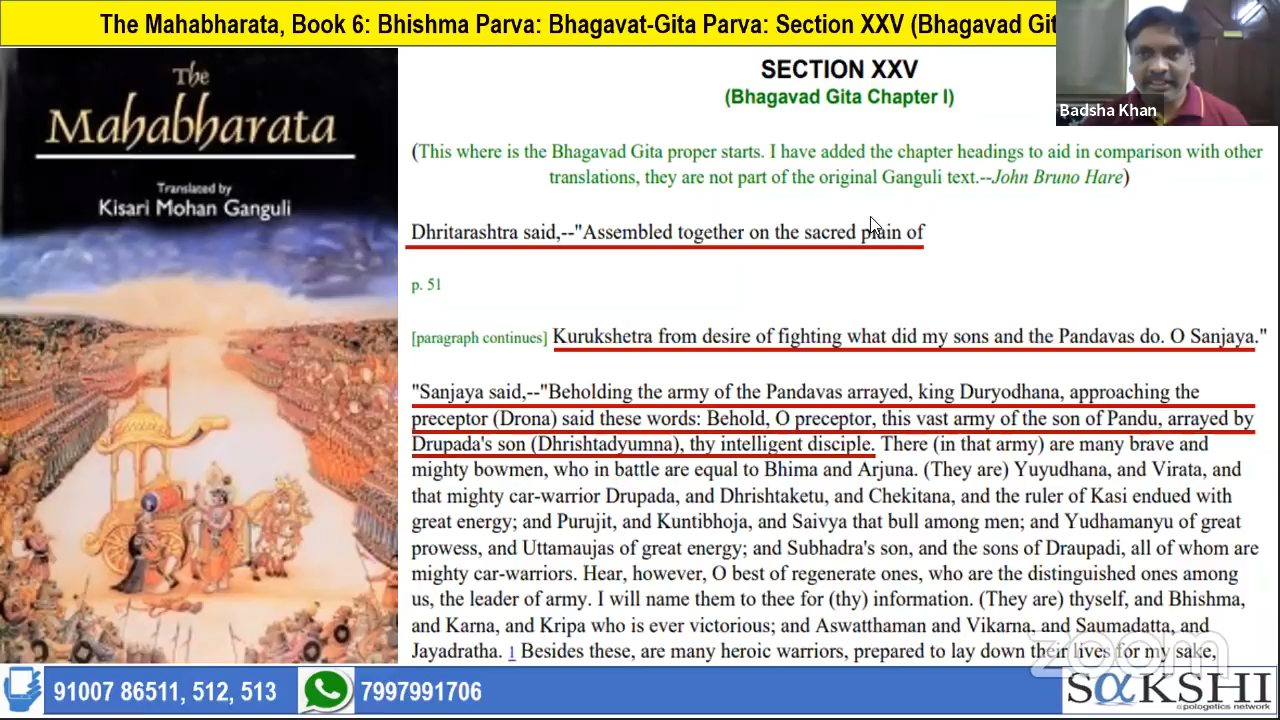 The Mahabharata, Book 6: Bhishma Parva: Bhagavat-Gita Parva: Section XXV (Bhagavad Git
The
Mahabharata
Translated by
Kisari Mohan Ganguli
SECTION XXV
(Bhagavad Gita Chapter I)
Badsha Khan
(This where is the Bhagavad Gita proper starts. I have added the chapter headings to aid in comparison with other
translations, they are not part of the original Ganguli text.--John Bruno Hare)
Dhritarashtra said,--"Assembled together on the sacred plain of
p. 51
[paragraph continues] Kurukshetra from desire of fighting what did my sons and the Pandavas do. O Sanjaya."
"Sanjaya said,--"Beholding the army of the Pandavas arrayed, king Duryodhana, approaching the
preceptor (Drona) said these words: Behold, O preceptor, this vast army of the son of Pandu, arrayed by
Drupada's son (Dhrishtadyumna), thy intelligent disciple. There (in that army) are many brave and
mighty bowmen, who in battle are equal to Bhima and Arjuna. (They are) Yuyudhana, and Virata, and
that mighty car-warrior Drupada, and Dhrishtaketu, and Chekitana, and the ruler of Kasi endued with
great energy; and Purujit, and Kuntibhoja, and Saivya that bull among men; and Yudhamanyu of great
prowess, and Uttamaujas of great energy; and Subhadra's son, and the sons of Draupadi, all of whom are
mighty car-warriors. Hear, however, O best of regenerate ones, who are the distinguished ones among
us, the leader of army. I will name them to thee for (thy) information. (They are) thyself, and Bhishma,
and Karna, and Kripa who is ever victorious; and Aswatthaman and Vikarna, and Saumadatta, and
Jayadratha. 1 Besides these, are many heroic warriors, prepared to lay down their lives for my sake,
zoom
91007 86511, 512, 513
7997991706
SαKSHI
apologetics network